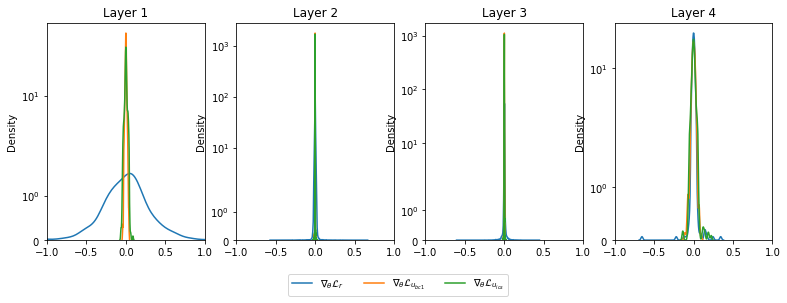 Layer 1 Layer 2 Layer 3 Layer 4
Density Density Density Density
10¹ 10⁰ 0
10³ 10² 10¹ 10⁰ 0
10³ 10² 10¹ 10⁰ 0
10¹ 10⁰ 0
−1.0 −0.5 0.0 0.5 1.0 −1.0 −0.5 0.0 0.5 1.0 −1.0 −0.5 0.0 0.5 1.0 −1.0 −0.5 0.0 0.5 1.0
∇θℒr ∇θℒu_bc1 ∇θℒu_ics